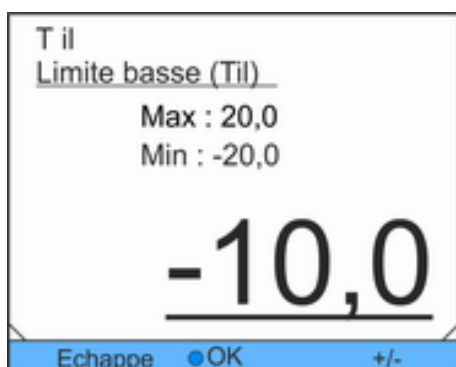 T il
Limite basse (Til)
Max : 20,0
Min : -20,0
-10,0
Echappe OK +/-